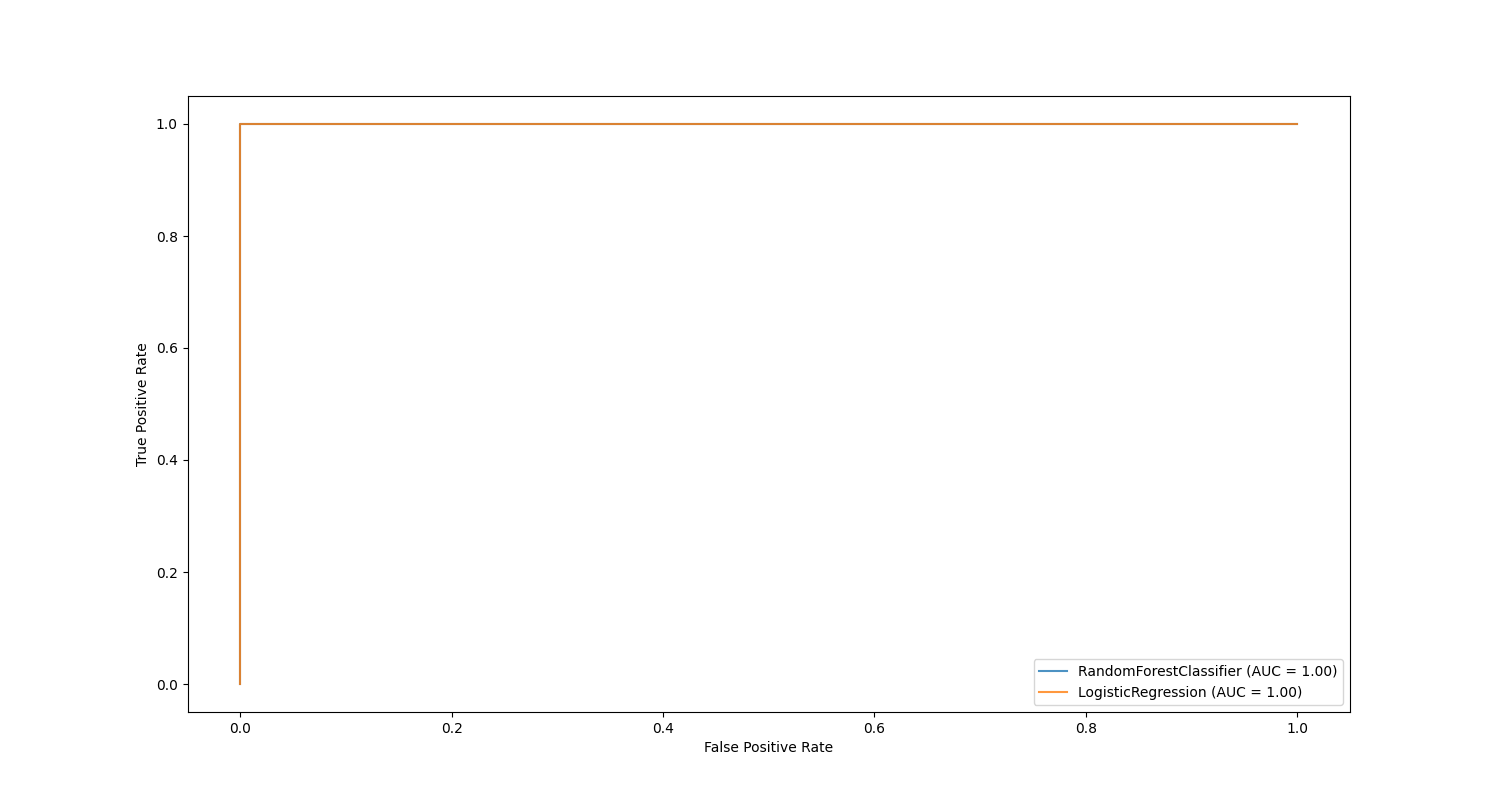 1.0
0.8
0.6
0.4
0.2
0.0
True Positive Rate
0.0 0.2 0.4 0.6 0.8 1.0
False Positive Rate
RandomForestClassifier (AUC = 1.00)
LogisticRegression (AUC = 1.00)